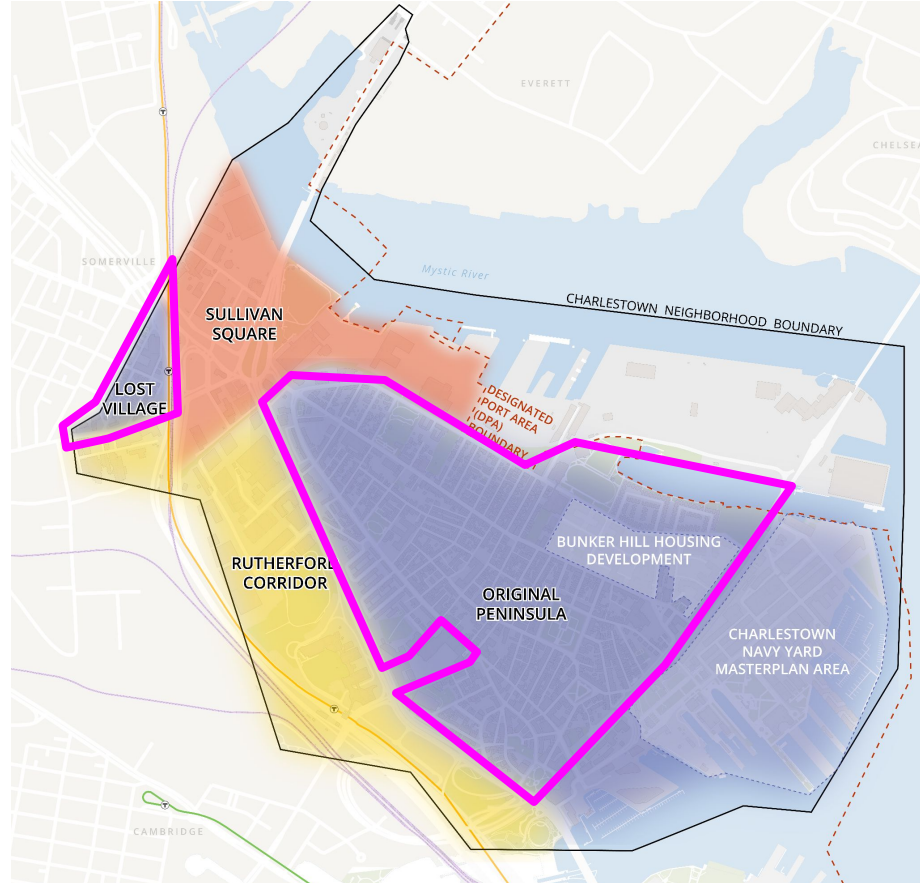 EVERETT
CHELSEA
SOMERVILLE
Mystic River
CHARLESTOWN NEIGHBORHOOD BOUNDARY
SULLIVAN
SQUARE
LOST
VILLAGE
DESIGNATED
PORT AREA
(DPA)
BOUNDARY
BUNKER HILL HOUSING
DEVELOPMENT
RUTHERFORD
CORRIDOR
ORIGINAL
PENINSULA
CHARLESTOWN
NAVY YARD
MASTERPLAN AREA
T
T
T
T
CAMBRIDGE